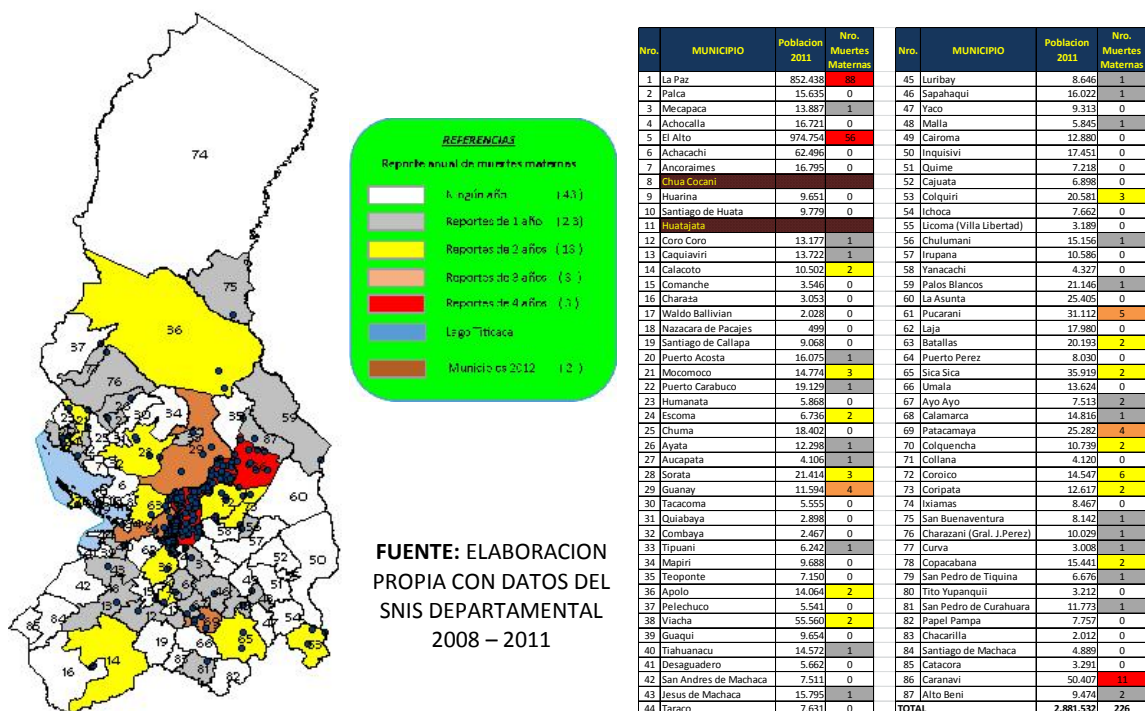 REFERENCIAS
Reporte anual de muertes maternas
Ningún año (43)
Reportes de 1 año (23)
Reportes de 2 años
Reportes de 3 años (3)
Reportes de 4 años (3)
Lago Titicaca
Municipios 2012 (2)
FUENTE: ELABORACION
PROPIA CON DATOS DEL
SNIS DEPARTAMENTAL
2008 – 2011
Nro. MUNICIPIO Poblacion 2011 Nro. Muertes Maternas
1 La Paz 852.438 88
2 Palca 15.635 0
3 Mecapaca 13.887 1
4 Achocalla 16.721 0
5 El Alto 974.754 56
6 Achacachi 62.496 0
7 Ancoraimes 16.795 0
8 Chua Cocani
9 Huarina 9.651 0
10 Santiago de Huata 9.779 0
11 Huatajata
12 Coro Coro 13.177 1
13 Caquiaviri 13.722 1
14 Calacoto 10.502 2
15 Comanche 3.546 0
16 Charaza 3.053 0
17 Waldo Ballivian 2.028 0
18 Nazacara de Pacajes 499 0
19 Santiago de Callapa 9.068 0
20 Puerto Acosta 16.075 1
21 Mocomoco 14.774 3
22 Puerto Carabuco 19.129 1
23 Humanata 5.868 0
24 Escoma 6.736 2
25 Chuma 18.402 0
26 Ayata 12.298 1
27 Aucapata 4.106 1
28 Sorata 21.414 3
29 Guanay 11.594 4
30 Tacacoma 5.555 0
31 Quiabaya 2.898 0
32 Combaya 2.467 0
33 Tipuani 6.242 1
34 Mapiri 9.688 0
35 Teoponte 7.150 0
36 Apolo 14.064 2
37 Pelechuco 5.541 0
38 Viacha 55.560 2
39 Guaqui 9.654 0
40 Tiahuanacu 14.572 1
41 Desaguadero 5.662 0
42 San Andres de Machaca 7.511 0
43 Jesus de Machaca 15.795 1
44 Taraco 7.631 0
Nro. MUNICIPIO Poblacion 2011 Nro. Muertes Maternas
45 Luribay 8.646 1
46 Sapahaqui 16.022 1
47 Yaco 9.313 0
48 Malla 5.845 1
49 Cairoma 12.880 0
50 Inquisivi 17.451 0
51 Quime 7.218 0
52 Cajuata 6.898 0
53 Colquiri 20.581 3
54 Ichoca 7.662 0
55 Licoma (Villa Libertad) 3.189 0
56 Chulumani 15.156 1
57 Irupana 10.586 0
58 Yanacachi 4.327 0
59 Palos Blancos 21.146 1
60 La Asunta 25.405 0
61 Pucarani 31.112 5
62 Laja 17.980 0
63 Batallas 20.193 2
64 Puerto Perez 8.030 0
65 Sica Sica 35.919 2
66 Umala 13.624 0
67 Ayo Ayo 7.513 2
68 Calamarca 14.816 1
69 Patacamaya 25.282 4
70 Colquencha 10.739 2
71 Collana 4.120 0
72 Coroico 14.547 6
73 Coripata 12.617 2
74 Ixiamas 8.467 0
75 San Buenaventura 8.142 1
76 Charazani (Gral. J.Perez) 10.029 1
77 Curva 3.008 1
78 Copacabana 15.441 2
79 San Pedro de Tiquina 6.676 1
80 Tito Yupanquii 3.212 0
81 San Pedro de Curahuara 11.773 1
82 Papel Pampa 7.757 0
83 Chacarilla 2.012 0
84 Santiago de Machaca 4.889 0
85 Catacora 3.291 0
86 Caranavi 50.407 11
87 Alto Beni 9.474 2
TOTAL 2.881.532 226
74
75
36
37
76
30
34
35
59
87
29
6
60
58
57
52
50
51
54
42
84
85
16
14
19
66
65
81
82